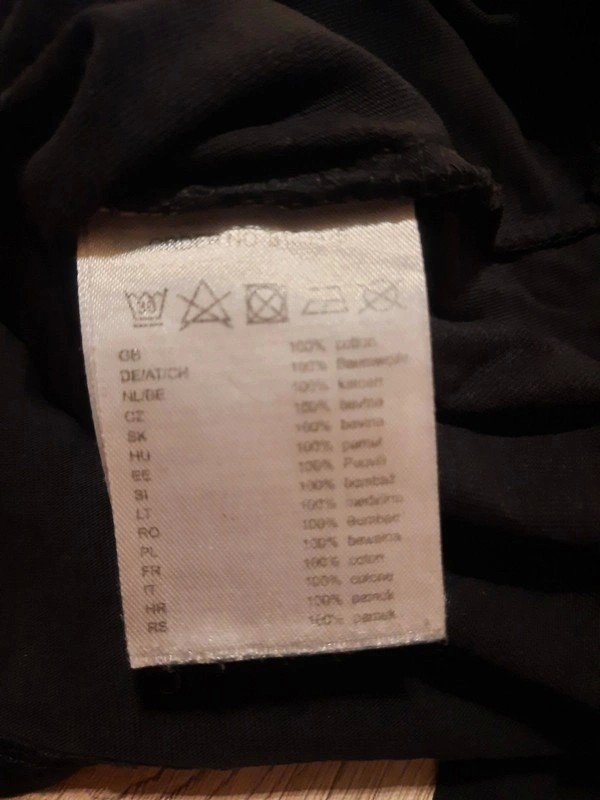 30
GB 100% cotton
DE/AT/CH 100% Baumwolle
NL/BE 100% katoen
CZ 100% bavlna
SK 100% bavlna
HU 100% pamut
EE 100% Puuvill
SI 100% bombaž
LT 100% medvilnė
RO 100% Bumbac
PL 100% bawełna
FR 100% coton
IT 100% cotone
HR 100% pamuk
RS 100% pamuk